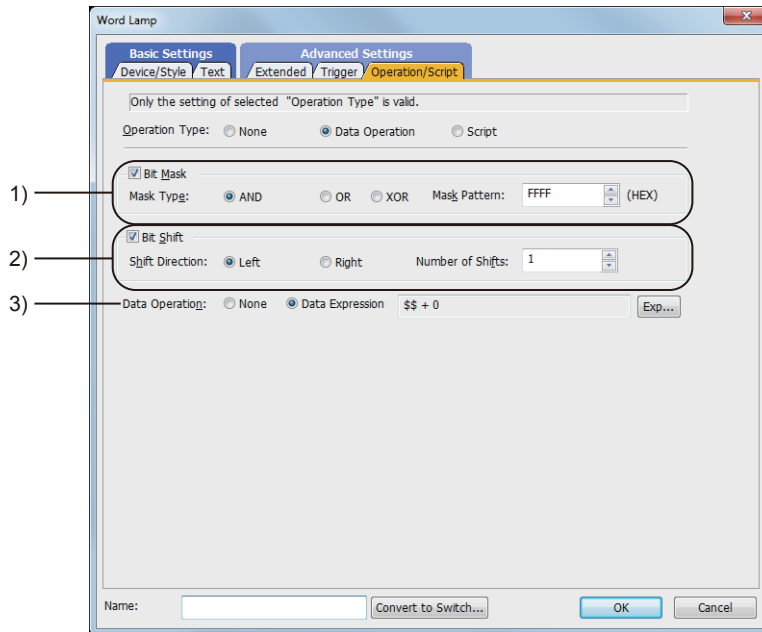 Word Lamp
Basic Settings Advanced Settings
Device/Style Text Extended Trigger Operation/Script
Only the setting of selected "Operation Type" is valid.
Operation Type: None Data Operation Script
1) Bit Mask
Mask Type: AND OR XOR Mask Pattern: FFFF (HEX)
2) Bit Shift
Shift Direction: Left Right Number of Shifts: 1
3) Data Operation: None Data Expression $$ + 0 Exp...
Name: Convert to Switch... OK Cancel